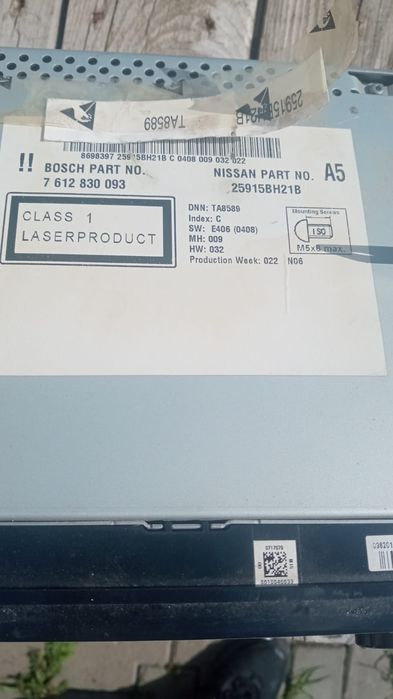 25915BH21B
TA8589
8698397 25915BH21B C 0408 009 032 022
!! BOSCH PART NO.
7 612 830 093
NISSAN PART NO. A5
25915BH21B
CLASS 1
LASERPRODUCT
DNN: TA8589
Index: C
SW: E406 (0408)
MH: 009
HW: 032
Production Week: 022 N06
Mounting Screws
ISO
M5x8 max.